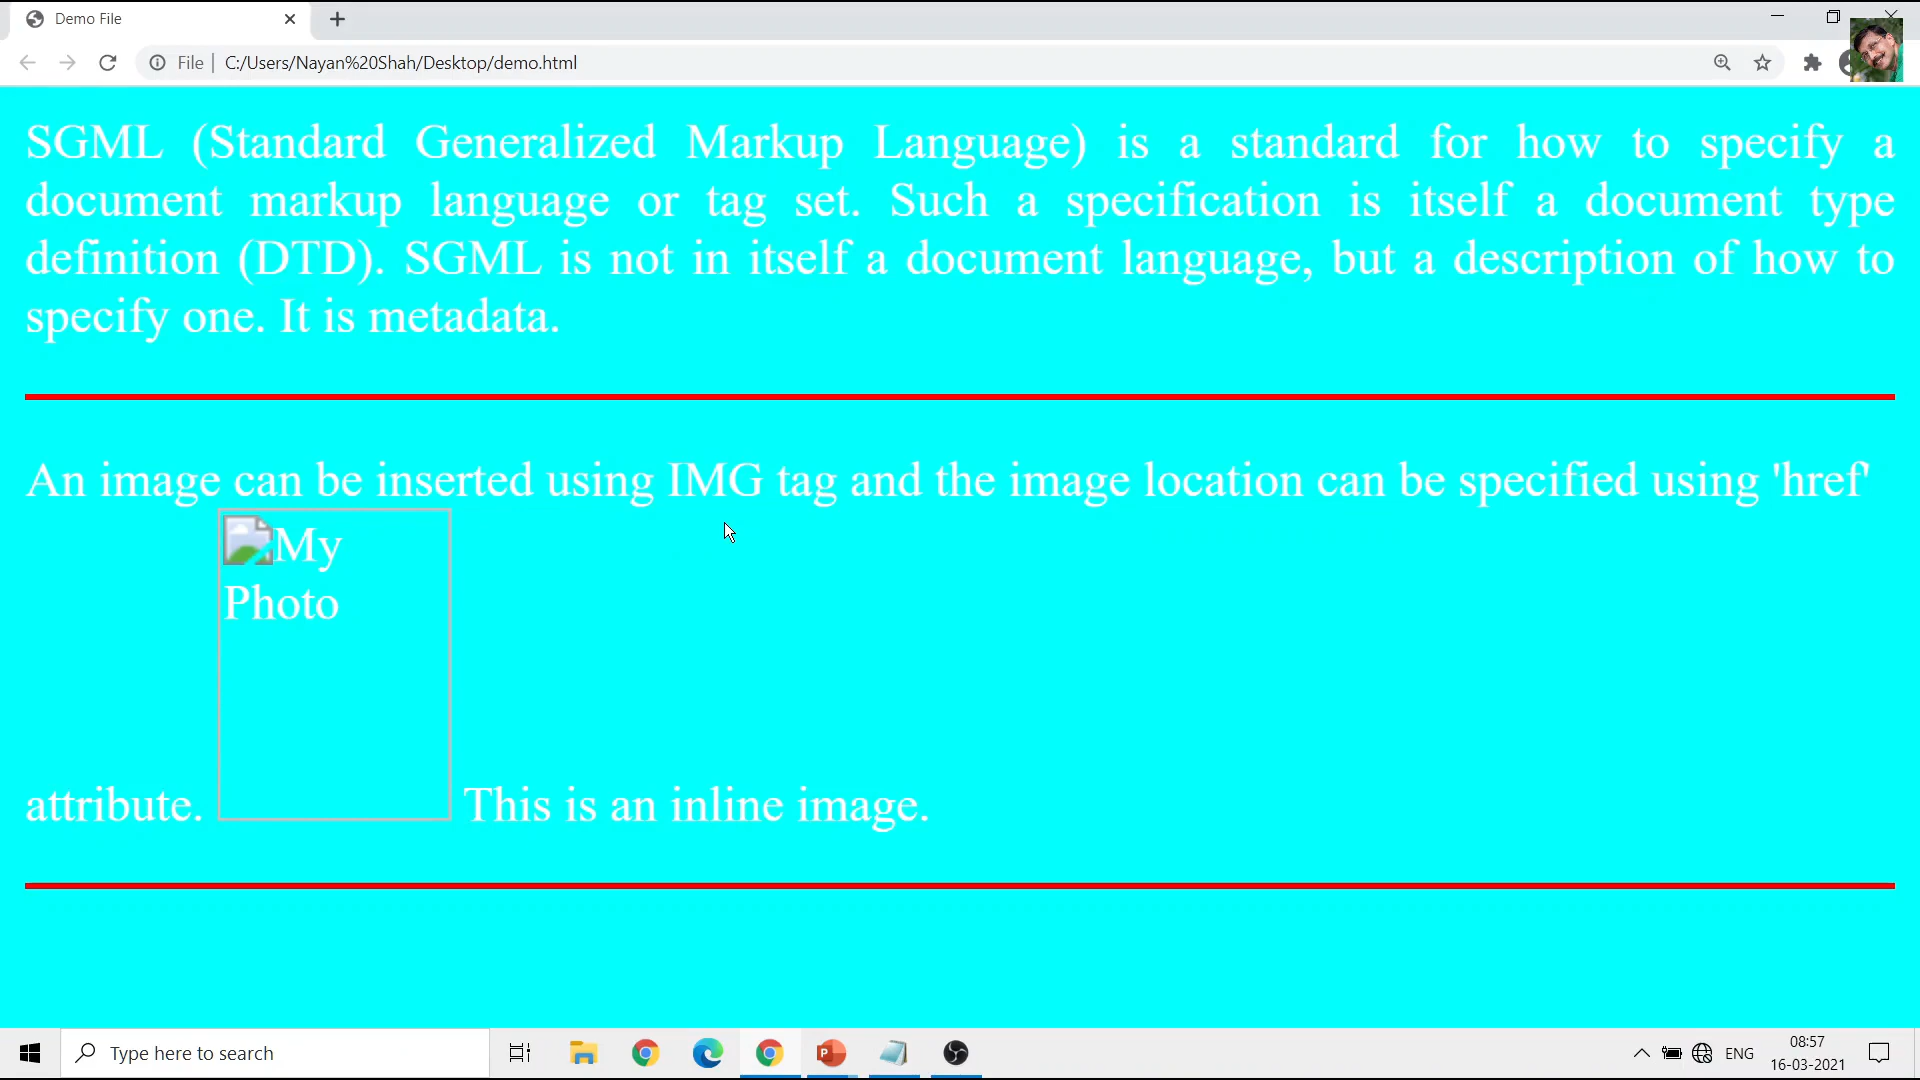 Demo File
File | C:/Users/Nayan%20Shah/Desktop/demo.html
SGML (Standard Generalized Markup Language) is a standard for how to specify a
document markup language or tag set. Such a specification is itself a document type
definition (DTD). SGML is not in itself a document language, but a description of how to
specify one. It is metadata.
An image can be inserted using IMG tag and the image location can be specified using 'href'
My
Photo
attribute. This is an inline image.
Type here to search
ENG
08:57
16-03-2021